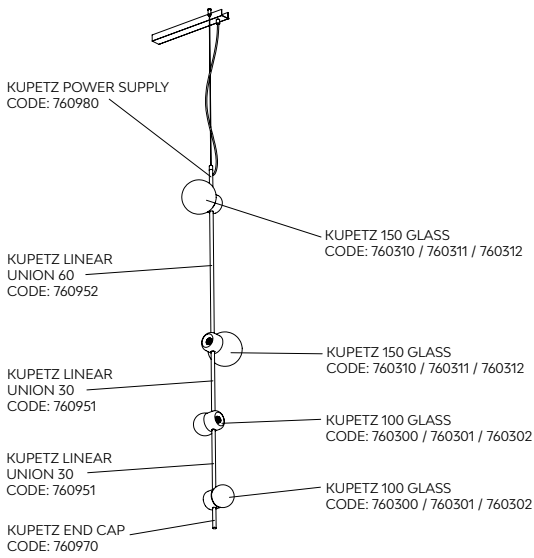 KUPETZ POWER SUPPLY
CODE: 760980
KUPETZ 150 GLASS
CODE: 760310 / 760311 / 760312
KUPETZ LINEAR
UNION 60
CODE: 760952
KUPETZ 150 GLASS
CODE: 760310 / 760311 / 760312
KUPETZ LINEAR
UNION 30
CODE: 760951
KUPETZ 100 GLASS
CODE: 760300 / 760301 / 760302
KUPETZ LINEAR
UNION 30
CODE: 760951
KUPETZ 100 GLASS
CODE: 760300 / 760301 / 760302
KUPETZ END CAP
CODE: 760970